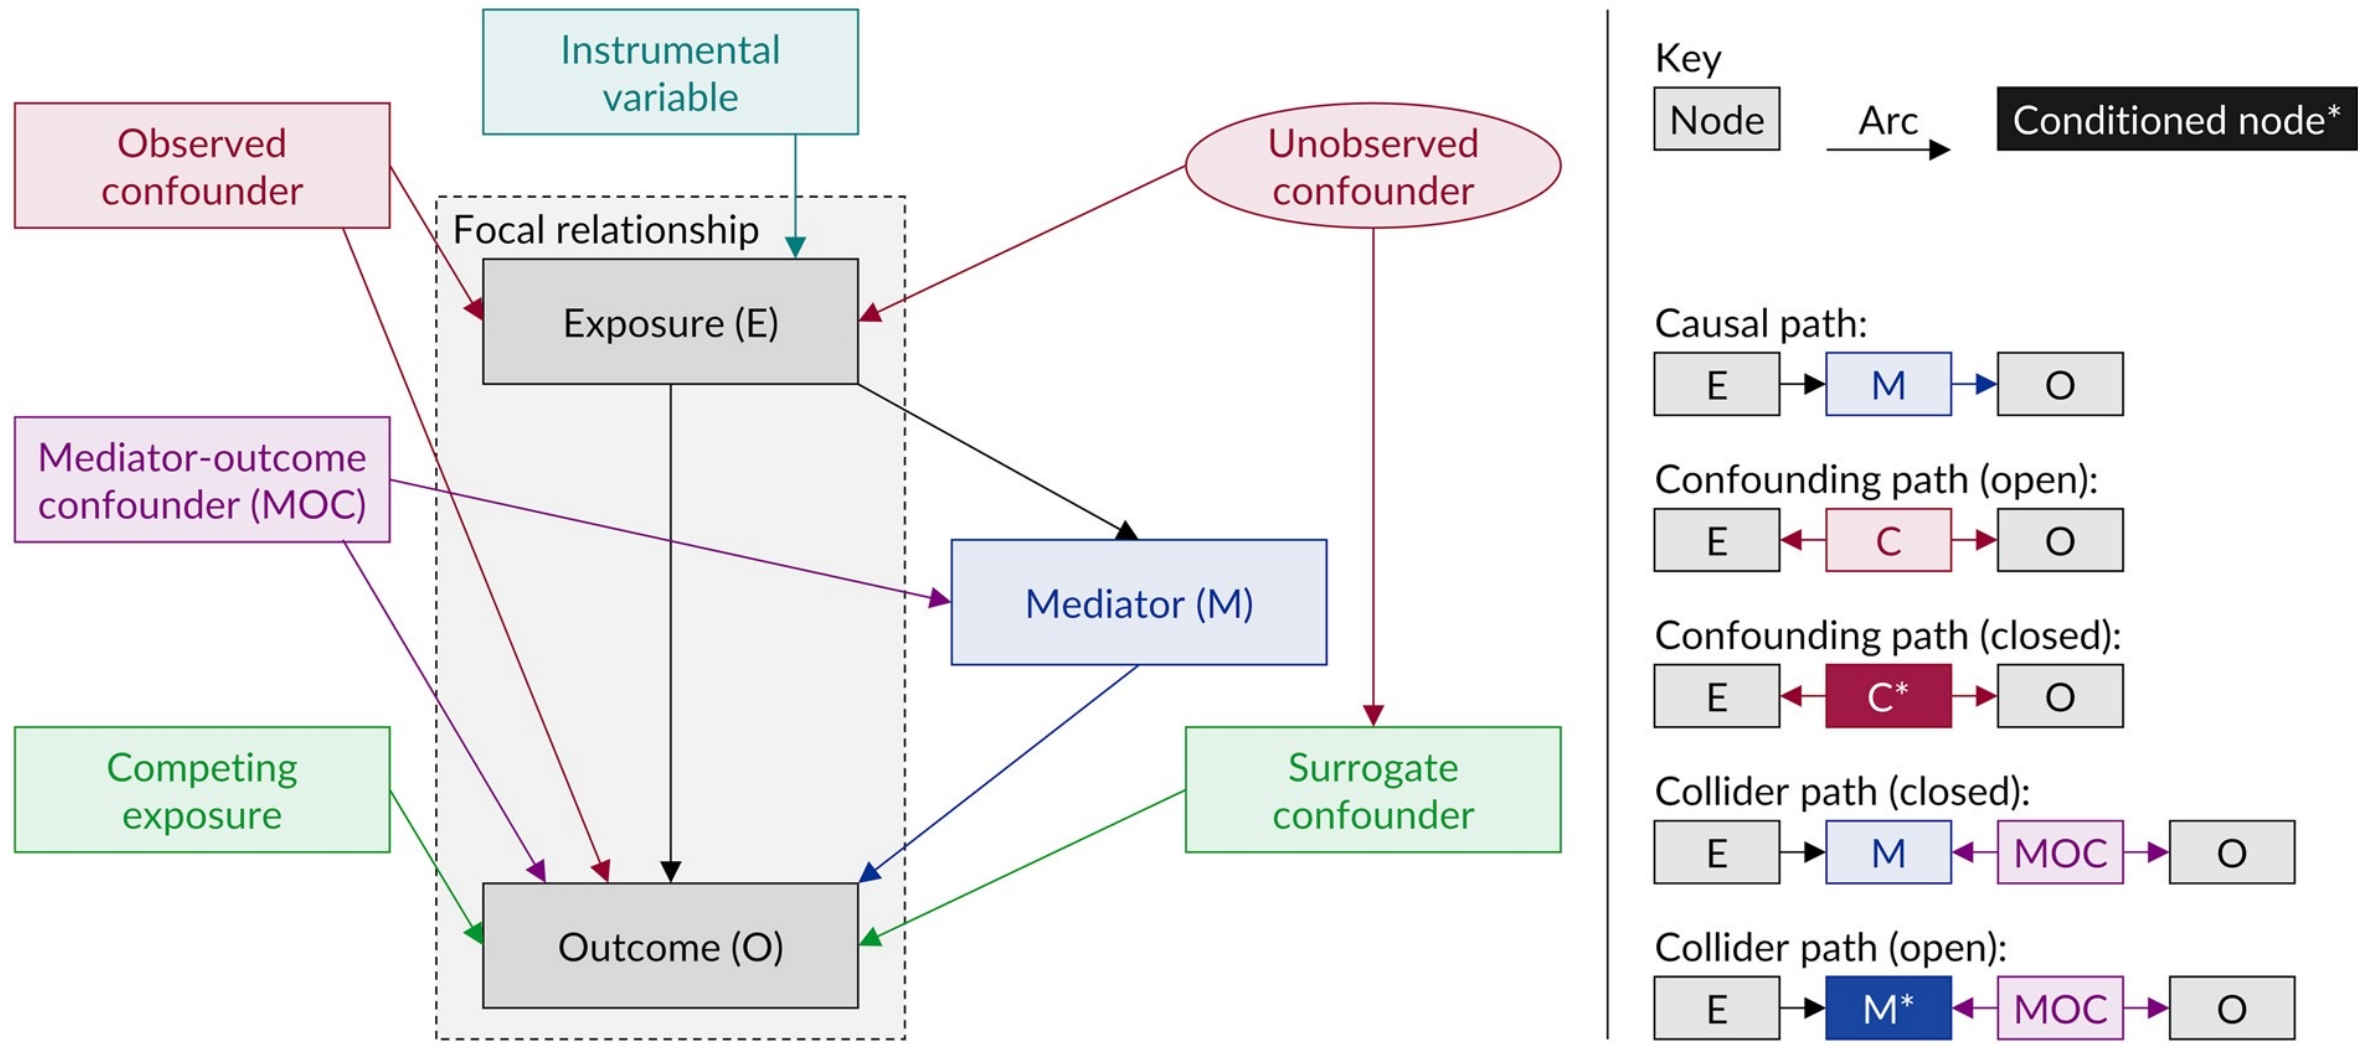 Instrumental
variable
Observed
confounder
Unobserved
confounder
Focal relationship
Exposure (E)
Mediator-outcome
confounder (MOC)
Mediator (M)
Competing
exposure
Surrogate
confounder
Outcome (O)
Key
Node
Arc
Conditioned node*
Causal path:
E M O
Confounding path (open):
E C O
Confounding path (closed):
E C* O
Collider path (closed):
E M MOC O
Collider path (open):
E M* MOC O